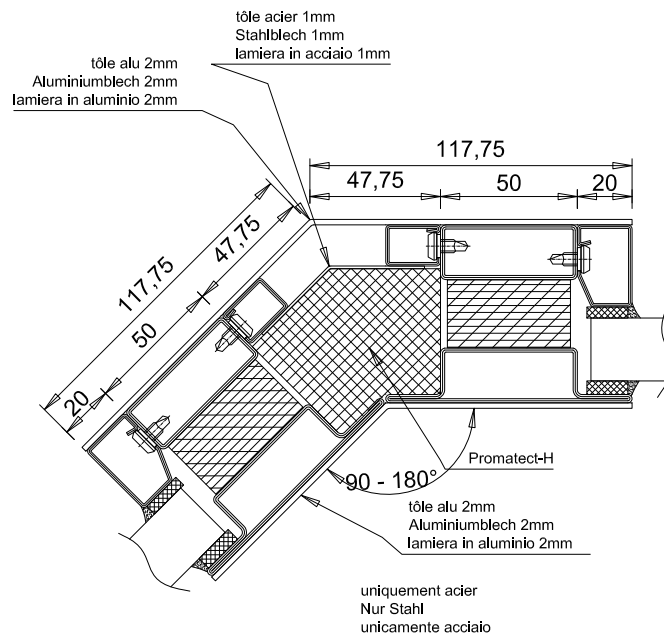 tôle acier 1mm
Stahlblech 1mm
lamiera in acciaio 1mm
tôle alu 2mm
Aluminiumblech 2mm
lamiera in aluminio 2mm
117,75
47,75
50
20
117,75
47,75
50
20
Promatect-H
90 - 180°
tôle alu 2mm
Aluminiumblech 2mm
lamiera in aluminio 2mm
uniquement acier
Nur Stahl
unicamente acciaio